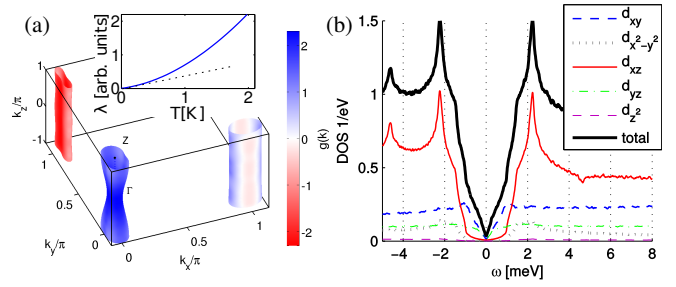 (a)
λ [arb. units]
2
1
0
0
1
2
T[K]
k_z/π
1
0
-1
1
0.5
0
k_y/π
Z
Γ
0
0.5
1
k_x/π
g(k)
2
1
0
-1
-2
(b)
DOS 1/eV
1.5
1
0.5
0
−4
−2
0
2
4
6
8
ω [meV]
d_xy
d_x²−y²
d_xz
d_yz
d_z²
total